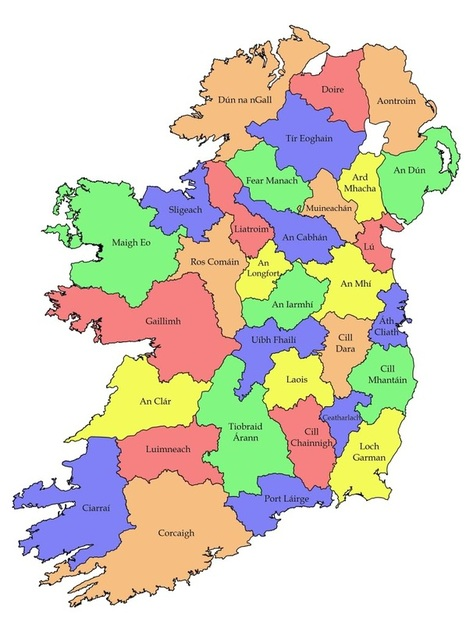 Doire
Dún na nGall
Aontroim
Tír Eoghain
Ard
Mhacha
An Dún
Fear Manach
Muineachán
Sligeach
Liatroim
An Cabhán
Lú
Maigh Eo
Ros Comáin
An
Longfort
An Mhí
An Iarmhí
Gaillimh
Áth
Cliath
Uíbh Fhailí
Cill
Dara
Cill
Mhantáin
Laois
An Clár
Ceatharlach
Tiobraid
Árann
Cill
Chainnigh
Loch
Garman
Luimneach
Port Láirge
Ciarraí
Corcaigh